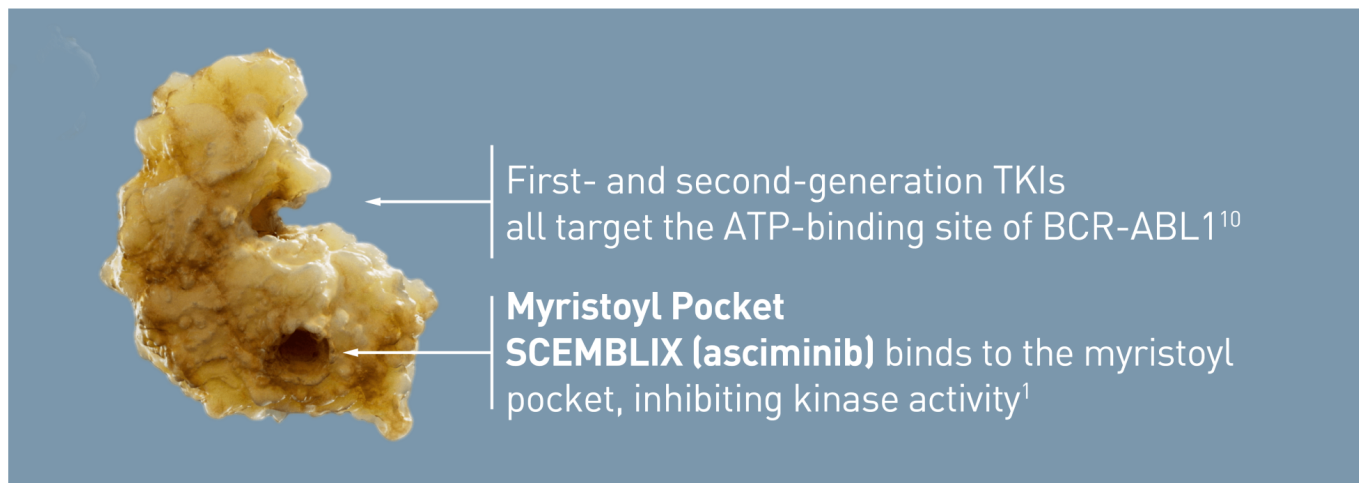 First- and second-generation TKIs
all target the ATP-binding site of BCR-ABL1¹⁰
Myristoyl Pocket
SCEMBLIX (asciminib) binds to the myristoyl
pocket, inhibiting kinase activity¹